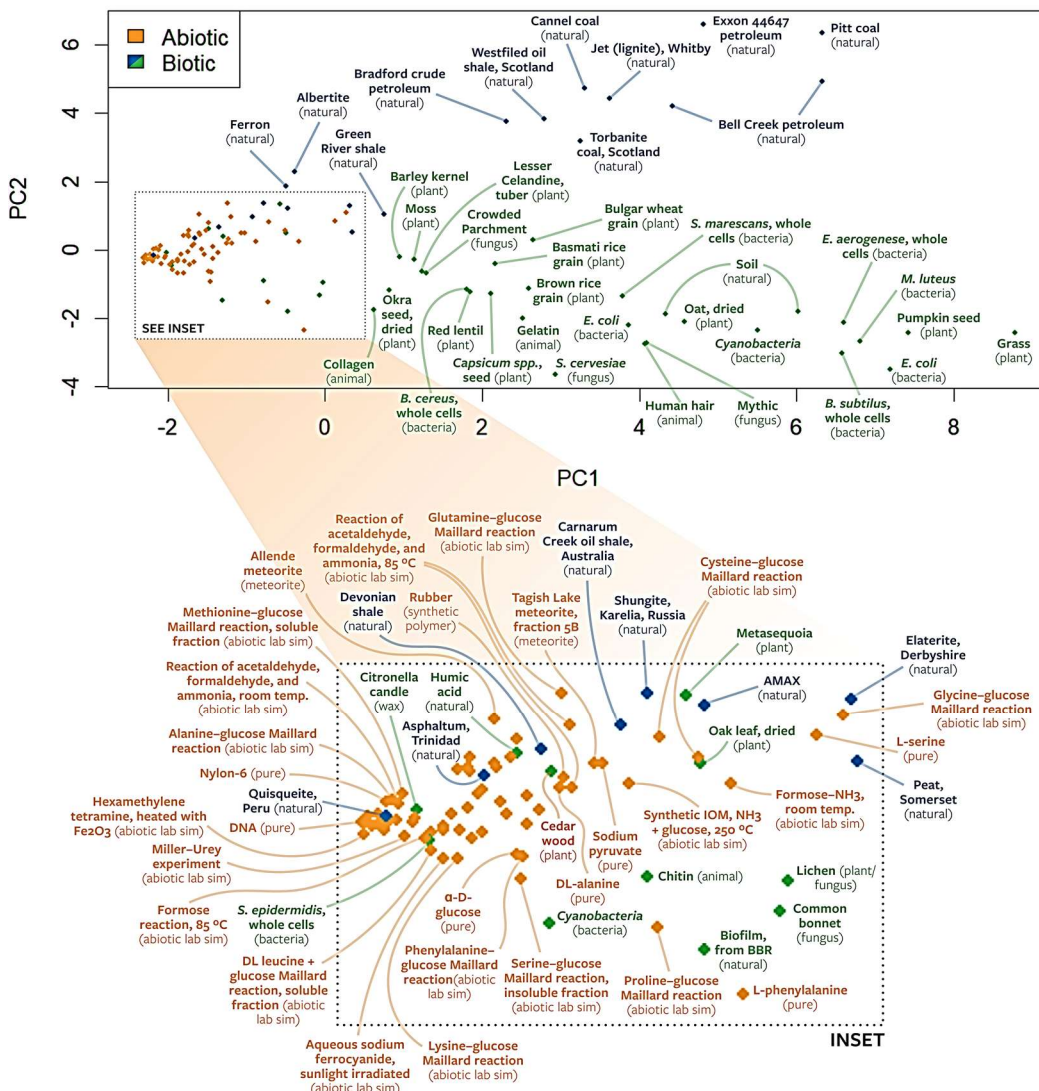 Abiotic
Biotic
PC2
6
4
2
0
-2
-4
Cannel coal
(natural)
Exxon 44647
petroleum
(natural)
Pitt coal
(natural)
Westfiled oil
shale, Scotland
(natural)
Jet (lignite), Whitby
(natural)
Bradford crude
petroleum
(natural)
Albertite
(natural)
Ferron
(natural)
Green
River shale
(natural)
Torbanite
coal, Scotland
(natural)
Bell Creek petroleum
(natural)
Barley kernel
(plant)
Lesser
Celandine,
tuber (plant)
Moss
(plant)
Crowded
Parchment
(fungus)
Bulgar wheat
grain (plant)
S. marescans, whole
cells (bacteria)
E. aerogenese, whole
cells (bacteria)
Basmati rice
grain (plant)
Soil
(natural)
M. luteus
(bacteria)
Brown rice
grain (plant)
Okra
seed,
dried
(plant)
Oat, dried
(plant)
Pumpkin seed
(plant)
E. coli
(bacteria)
Red lentil
(plant)
Gelatin
(animal)
Cyanobacteria
(bacteria)
Grass
(plant)
SEE INSET
Collagen
(animal)
Capsicum spp.,
seed (plant)
S. cervesiae
(fungus)
E. coli
(bacteria)
B. cereus,
whole cells
(bacteria)
Human hair
(animal)
Mythic
(fungus)
B. subtilus,
whole cells
(bacteria)
-2
0
2
4
6
8
PC1
Reaction of
acetaldehyde,
formaldehyde, and
ammonia, 85 ºC
(abiotic lab sim)
Glutamine–glucose
Maillard reaction
(abiotic lab sim)
Carnarum
Creek oil shale,
Australia
(natural)
Cysteine–glucose
Maillard reaction
(abiotic lab sim)
Allende
meteorite
(meteorite)
Devonian
shale
(natural)
Rubber
(synthetic
polymer)
Tagish Lake
meteorite,
fraction 5B
(meteorite)
Shungite,
Karelia, Russia
(natural)
Methionine–glucose
Maillard reaction, soluble
fraction (abiotic lab sim)
Metasequoia
(plant)
Elaterite,
Derbyshire
(natural)
Reaction of acetaldehyde,
formaldehyde, and
ammonia, room temp.
(abiotic lab sim)
Citronella
candle
(wax)
Humic
acid
(natural)
AMAX
(natural)
Glycine–glucose
Maillard reaction
(abiotic lab sim)
Asphaltum,
Trinidad
(natural)
Oak leaf, dried
(plant)
Alanine–glucose Maillard
reaction (abiotic lab sim)
L-serine
(pure)
Nylon-6 (pure)
Quisqueite,
Peru (natural)
Peat,
Somerset
(natural)
Hexamethylene
tetramine, heated with
Fe2O3 (abiotic lab sim)
DNA (pure)
Formose–NH3,
room temp.
(abiotic lab sim)
Synthetic IOM, NH3
+ glucose, 250 ºC
(abiotic lab sim)
Cedar
wood
(plant)
Sodium
pyruvate
(pure)
Miller–Urey
experiment
(abiotic lab sim)
DL-alanine
(pure)
Chitin (animal)
Lichen (plant/
fungus)
α-D-
glucose
(pure)
Formose
reaction, 85 ºC
(abiotic lab sim)
S. epidermidis,
whole cells
(bacteria)
Cyanobacteria
(bacteria)
Common
bonnet
(fungus)
Biofilm,
from BBR
(natural)
DL leucine +
glucose Maillard
reaction, soluble
fraction (abiotic
lab sim)
Phenylalanine–
glucose Maillard
reaction(abiotic
lab sim)
Serine–glucose
Maillard reaction,
insoluble fraction
(abiotic lab sim)
Proline–glucose
Maillard reaction
(abiotic lab sim)
L-phenylalanine
(pure)
INSET
Aqueous sodium
ferrocyanide,
sunlight irradiated
(abiotic lab sim)
Lysine–glucose
Maillard reaction
(abiotic lab sim)